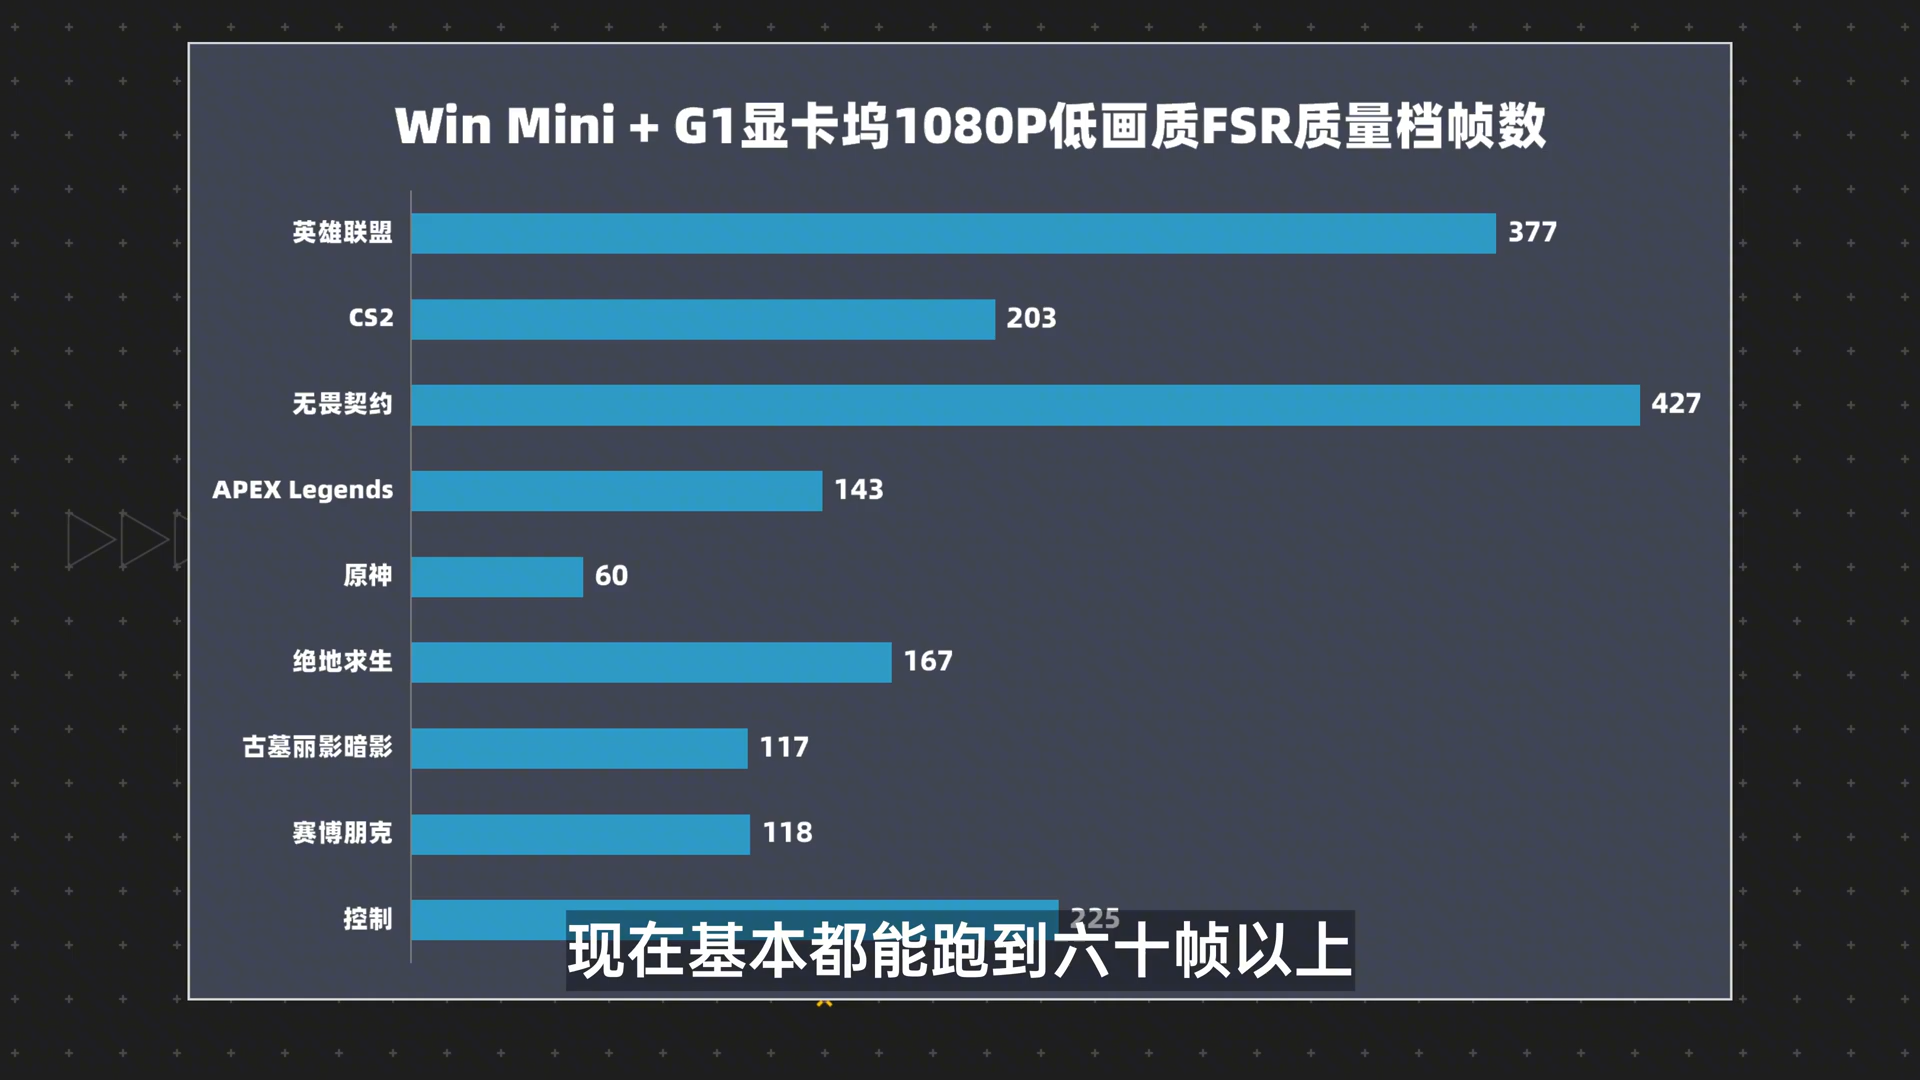 Win Mini + G1显卡坞1080P低画质FSR质量档帧数
英雄联盟 377
CS2 203
无畏契约 427
APEX Legends 143
原神 60
绝地求生 167
古墓丽影暗影 117
赛博朋克 118
控制 225
现在基本都能跑到六十帧以上